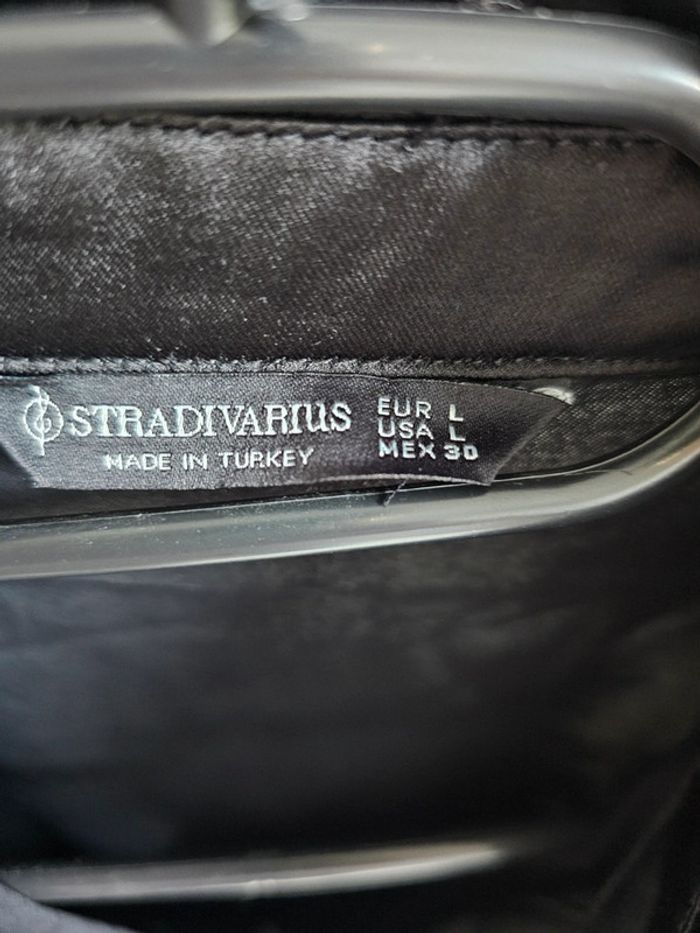 STRADIVARIUS
MADE IN TURKEY
EUR L
USA L
MEX 30